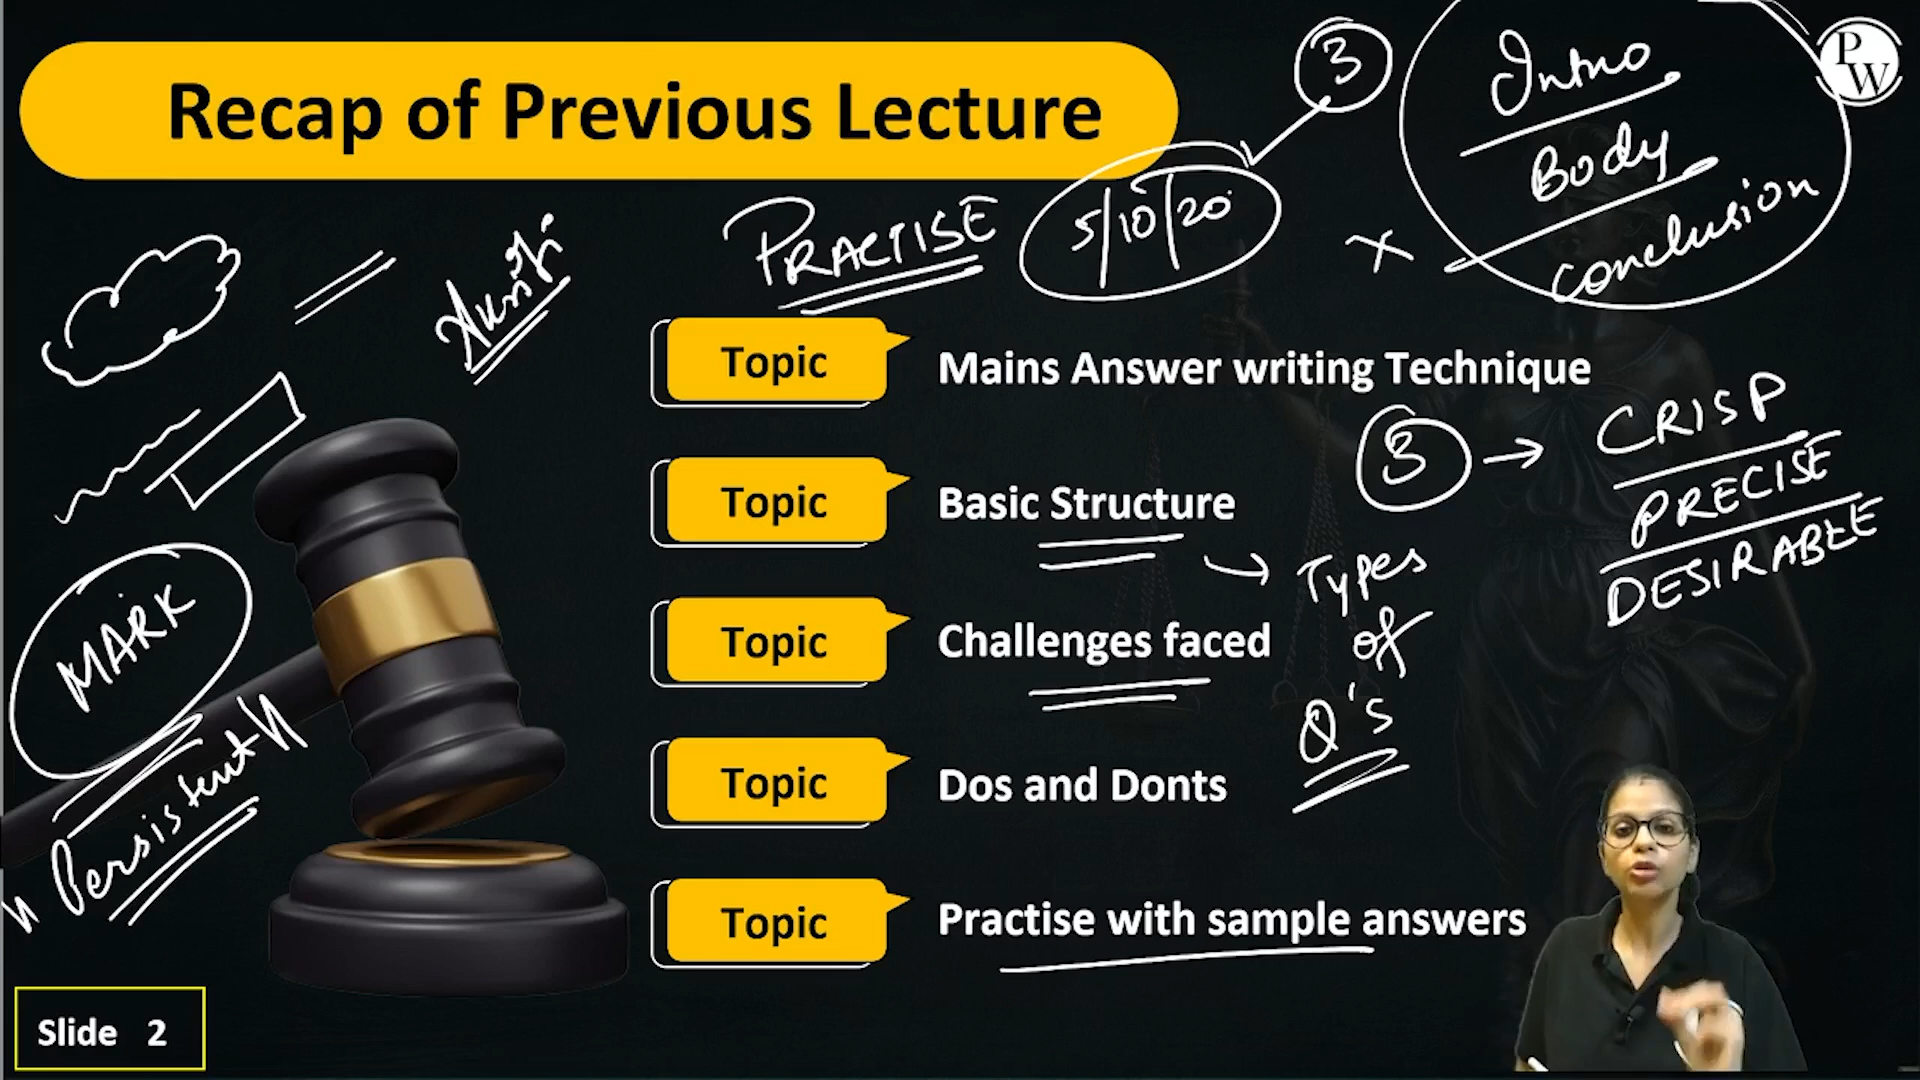 Recap of Previous Lecture
3
Intro
Body
conclusion
PW
PRACTISE
5/10/20
X
Topic
Mains Answer writing Technique
3 → CRISP
PRECISE
DESIRABLE
Topic
Basic Structure
→ Types
of
Q's
Topic
Challenges faced
MARK
"Persistent"
Topic
Dos and Donts
Topic
Practise with sample answers
Slide 2